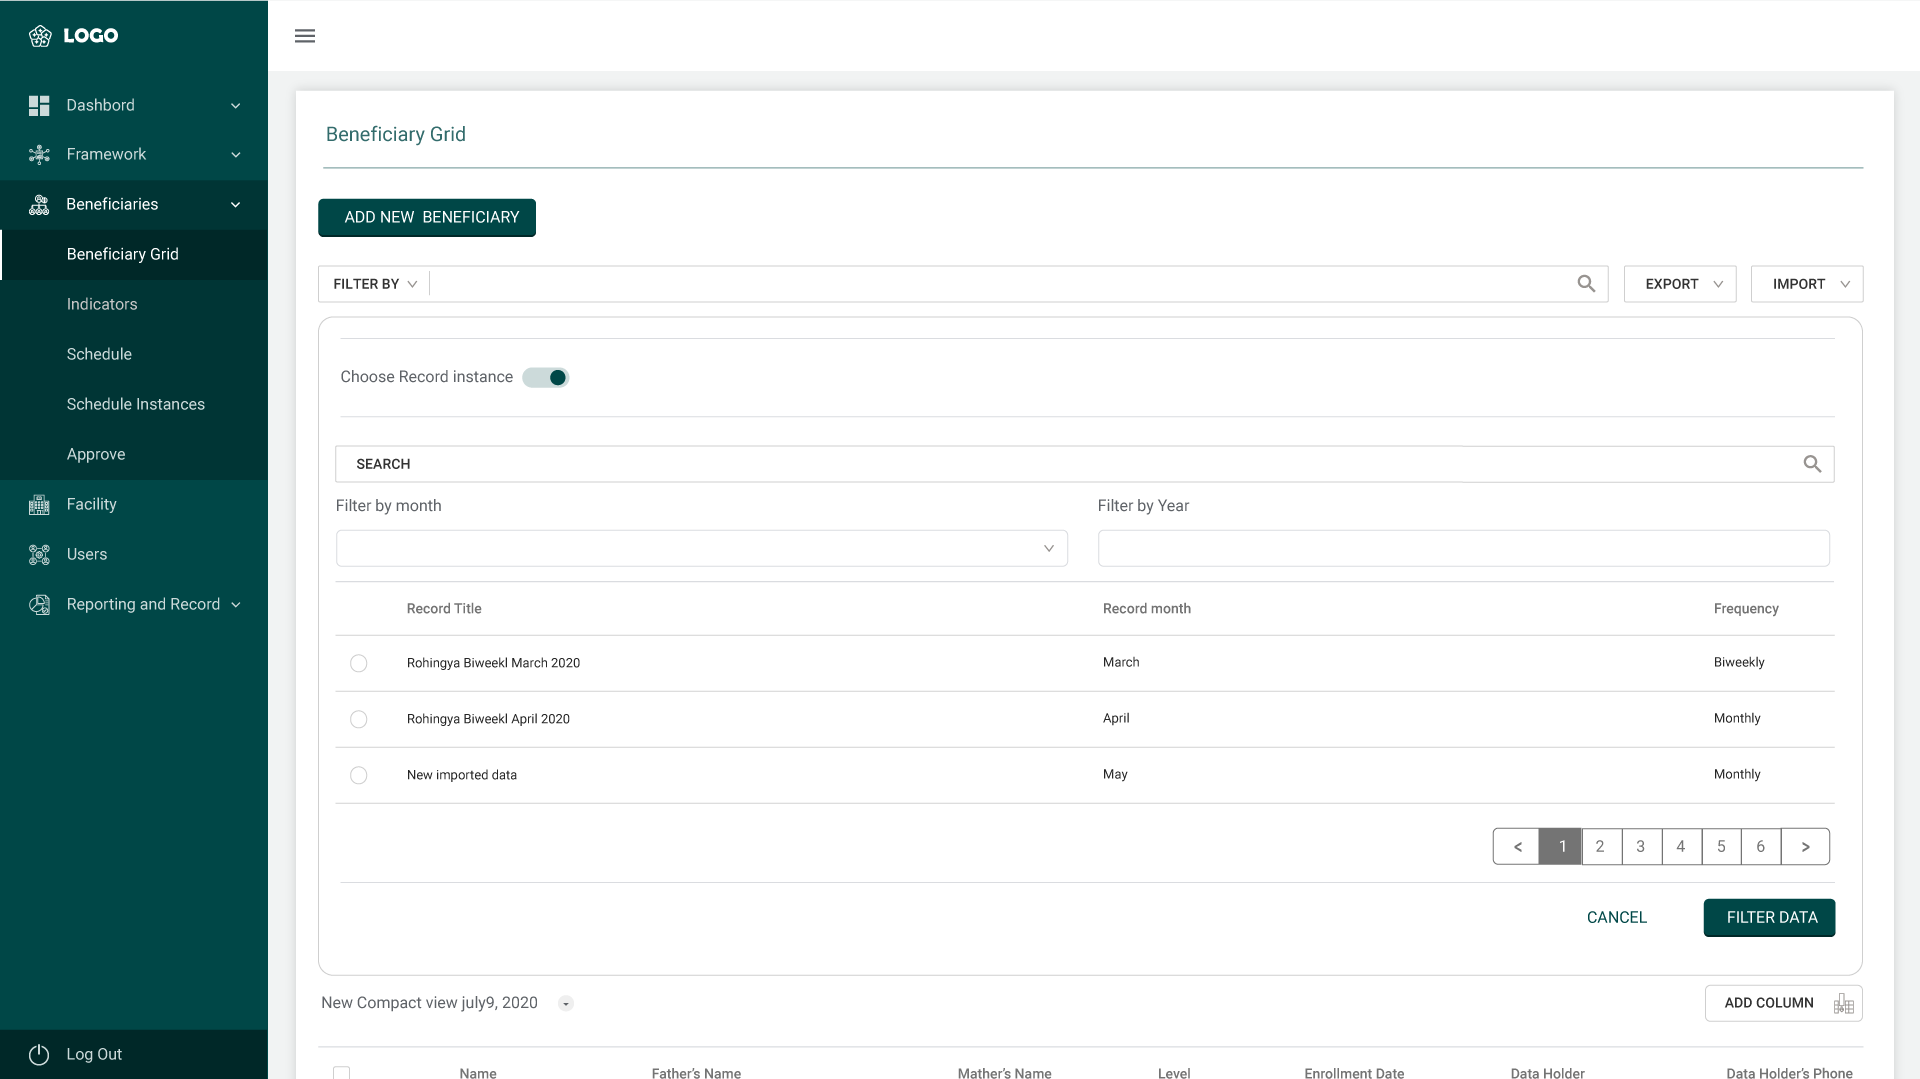 LOGO
Dashbord
Framework
Beneficiaries
Beneficiary Grid
Indicators
Schedule
Schedule Instances
Approve
Facility
Users
Reporting and Record
Log Out
Beneficiary Grid
ADD NEW BENEFICIARY
FILTER BY
EXPORT
IMPORT
Choose Record instance
SEARCH
Filter by month
Filter by Year
Record Title Record month Frequency
Rohingya Biweekl March 2020 March Biweekly
Rohingya Biweekl April 2020 April Monthly
New imported data May Monthly
< 1 2 3 4 5 6 >
CANCEL FILTER DATA
New Compact view july9, 2020
ADD COLUMN
Name Father's Name Mather's Name Level Enrollment Date Data Holder Data Holder's Phone